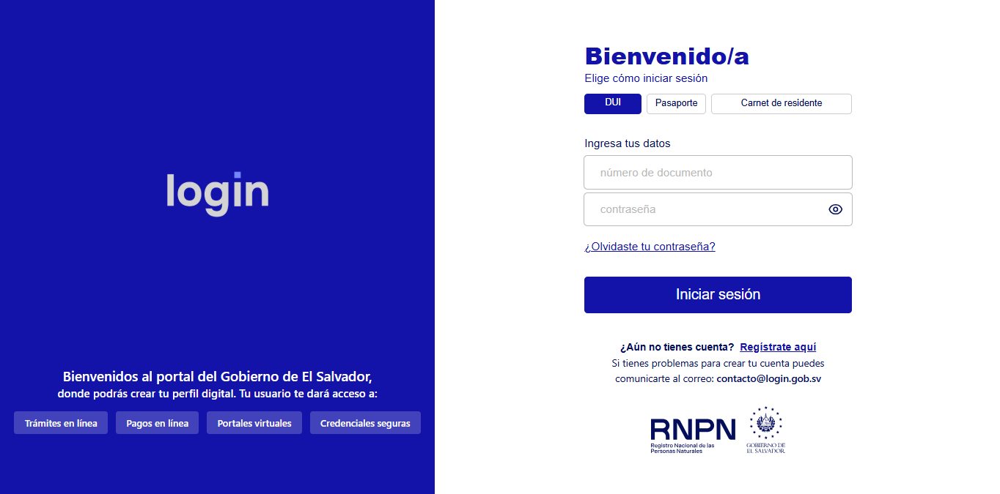 login
Bienvenidos al portal del Gobierno de El Salvador,
donde podrás crear tu perfil digital. Tu usuario te dará acceso a:
Trámites en línea
Pagos en línea
Portales virtuales
Credenciales seguras
Bienvenido/a
Elige cómo iniciar sesión
DUI
Pasaporte
Carnet de residente
Ingresa tus datos
número de documento
contraseña
¿Olvidaste tu contraseña?
Iniciar sesión
¿Aún no tienes cuenta? Regístrate aquí
Si tienes problemas para crear tu cuenta puedes
comunicarte al correo: contacto@login.gob.sv
RNPN
Registro Nacional de las
Personas Naturales
GOBIERNO DE
EL SALVADOR